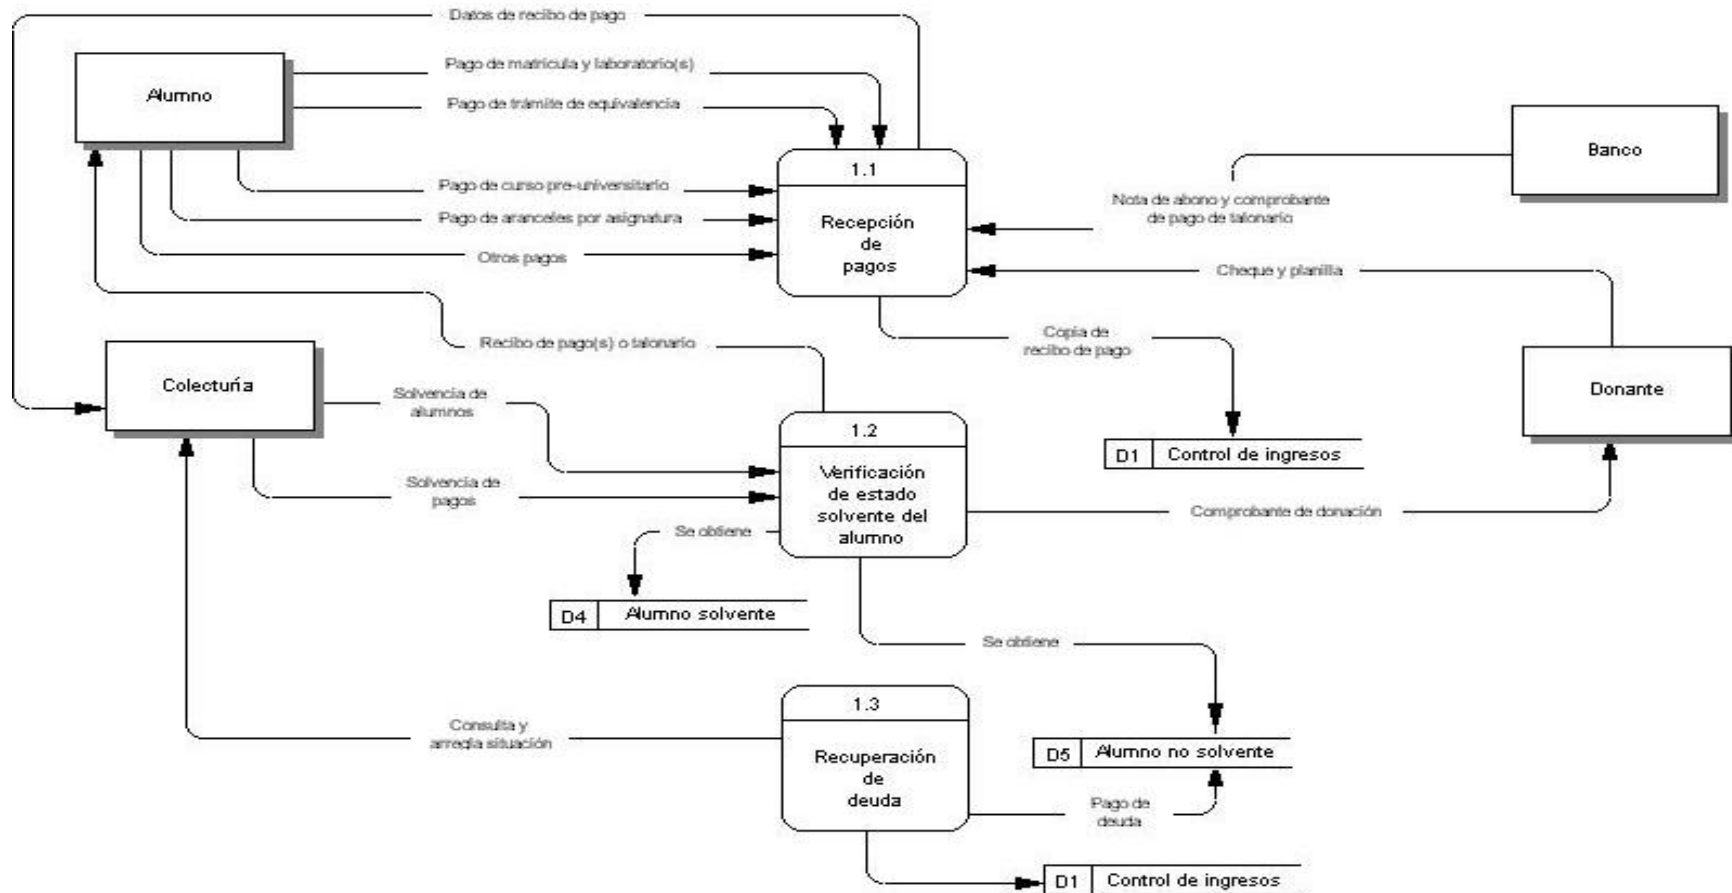 Datos de recibo de pago
Pago de matricula y laboratorio(s)
Alumno
Pago de trámite de equivalencia
Banco
1.1
Recepción
de
pagos
Pago de curso pre-universitario
Nota de abono y comprobante
de pago de talonario
Pago de aranceles por asignatura
Otros pagos
Cheque y planilla
Recibo de pago(s) o talonario
Copia de
recibo de pago
Colecturía
Donante
Solvencia de
alumnos
1.2
Verificación
de estado
solvente del
alumno
D1 Control de ingresos
Solvencia de
pagos
Comprobante de donación
Se obtiene
D4 Alumno solvente
Se obtiene
1.3
Recuperación
de
deuda
Consulta y
arregla situación
D5 Alumno no solvente
Pago de
deuda
D1 Control de ingresos